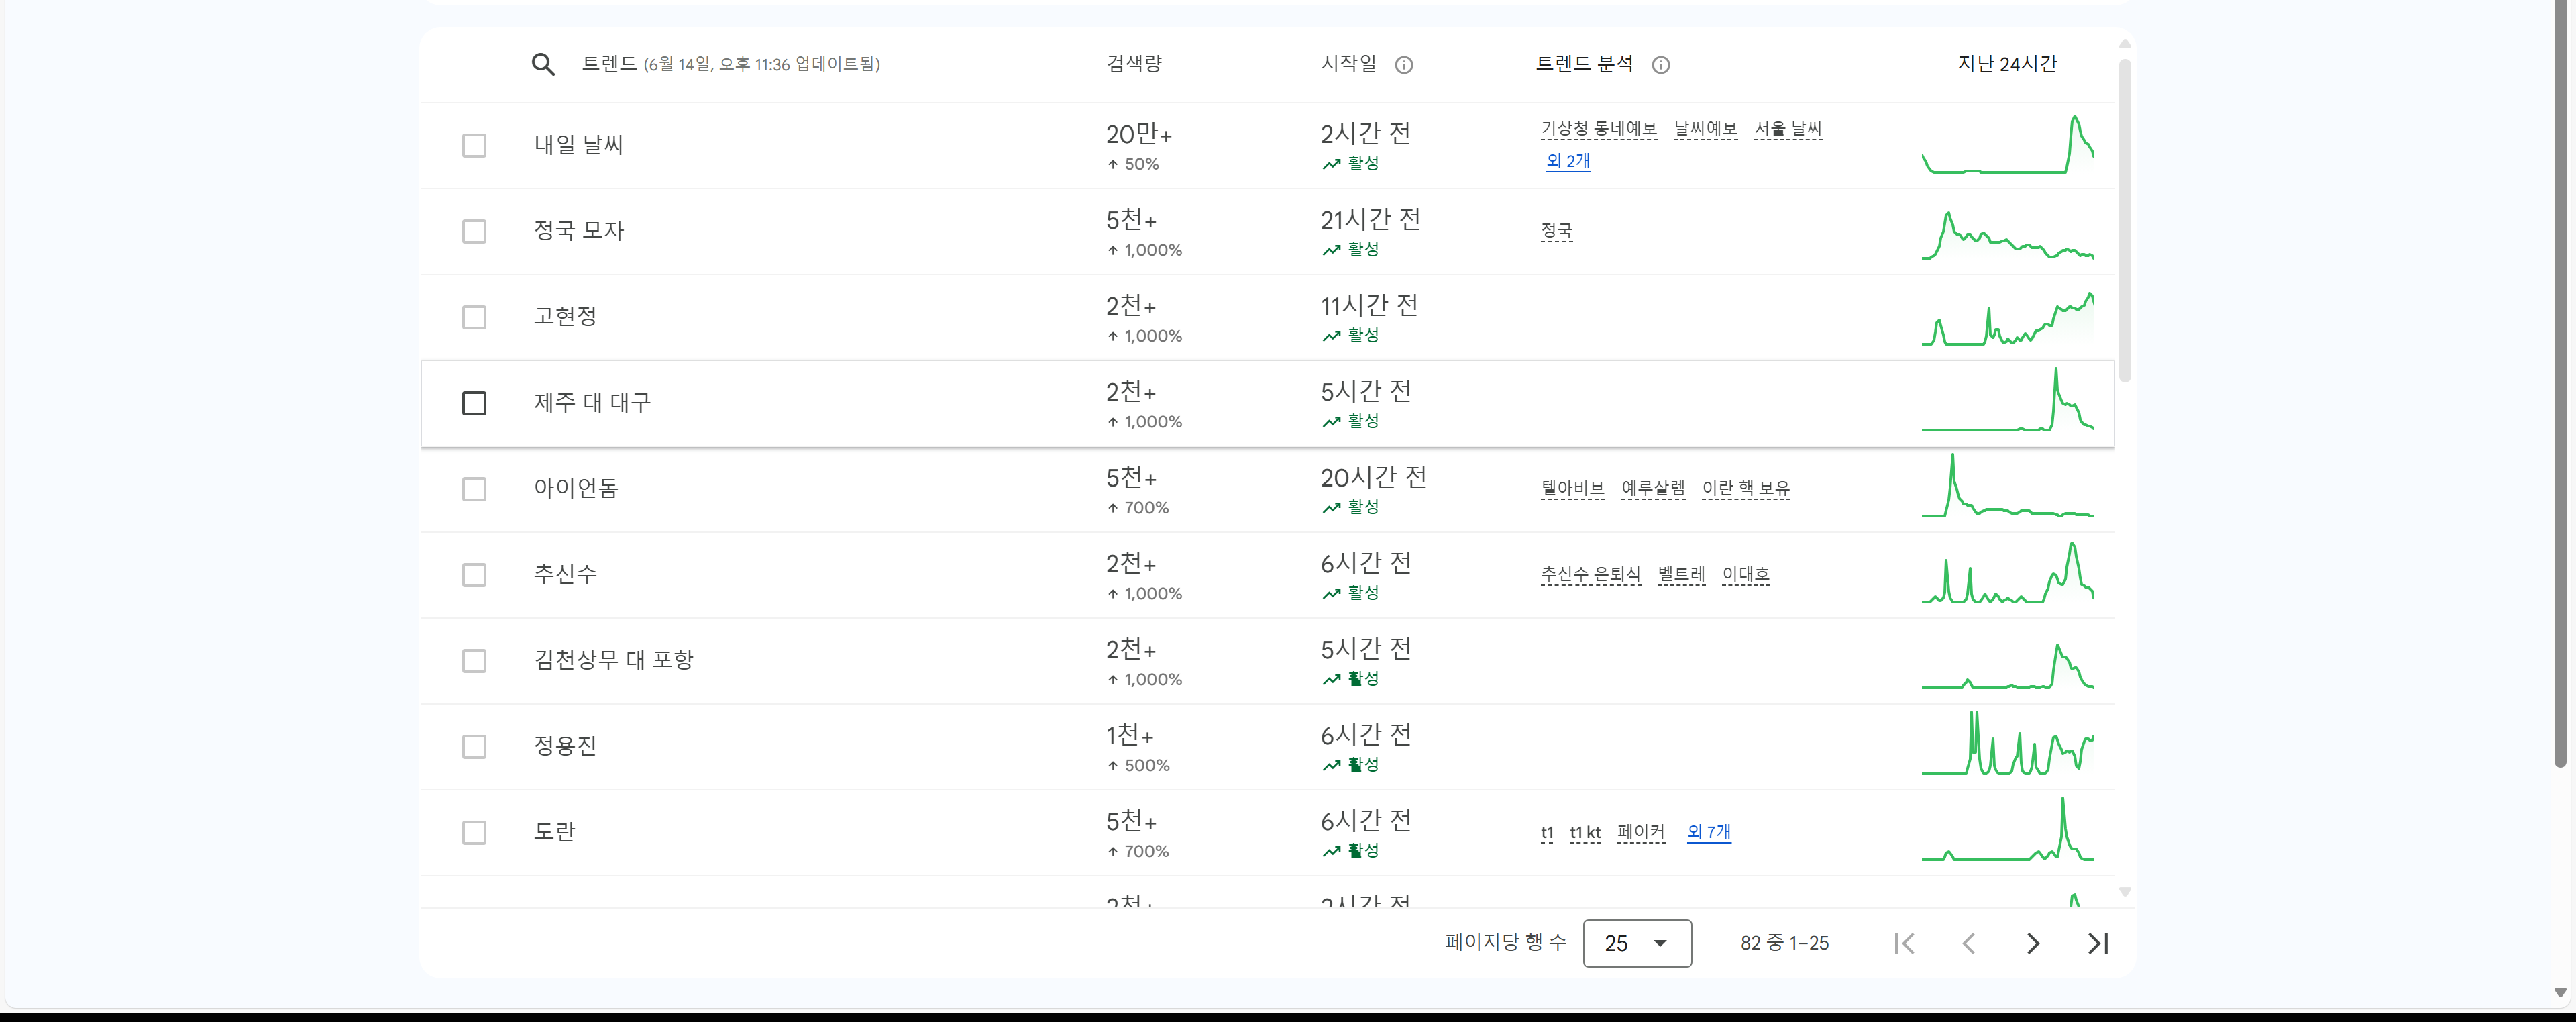 트렌드 (6월 14일, 오후 11:36 업데이트됨) 검색량 시작일 트렌드 분석 지난 24시간
내일 날씨 20만+ 2시간 전 기상청 동네예보 날씨예보 서울 날씨
50% 활성 외 2개
정국 모자 5천+ 21시간 전 정국
1,000% 활성
고현정 2천+ 11시간 전
1,000% 활성
제주 대 대구 2천+ 5시간 전
1,000% 활성
아이언돔 5천+ 20시간 전 텔아비브 예루살렘 이란 핵 보유
700% 활성
추신수 2천+ 6시간 전 추신수 은퇴식 벨트레 이대호
1,000% 활성
김천상무 대 포항 2천+ 5시간 전
1,000% 활성
정용진 1천+ 6시간 전
500% 활성
도란 5천+ 6시간 전 t1 t1 kt 페이커 외 7개
700% 활성
2천+ 2시간 전
페이지당 행 수 25 82 중 1–25